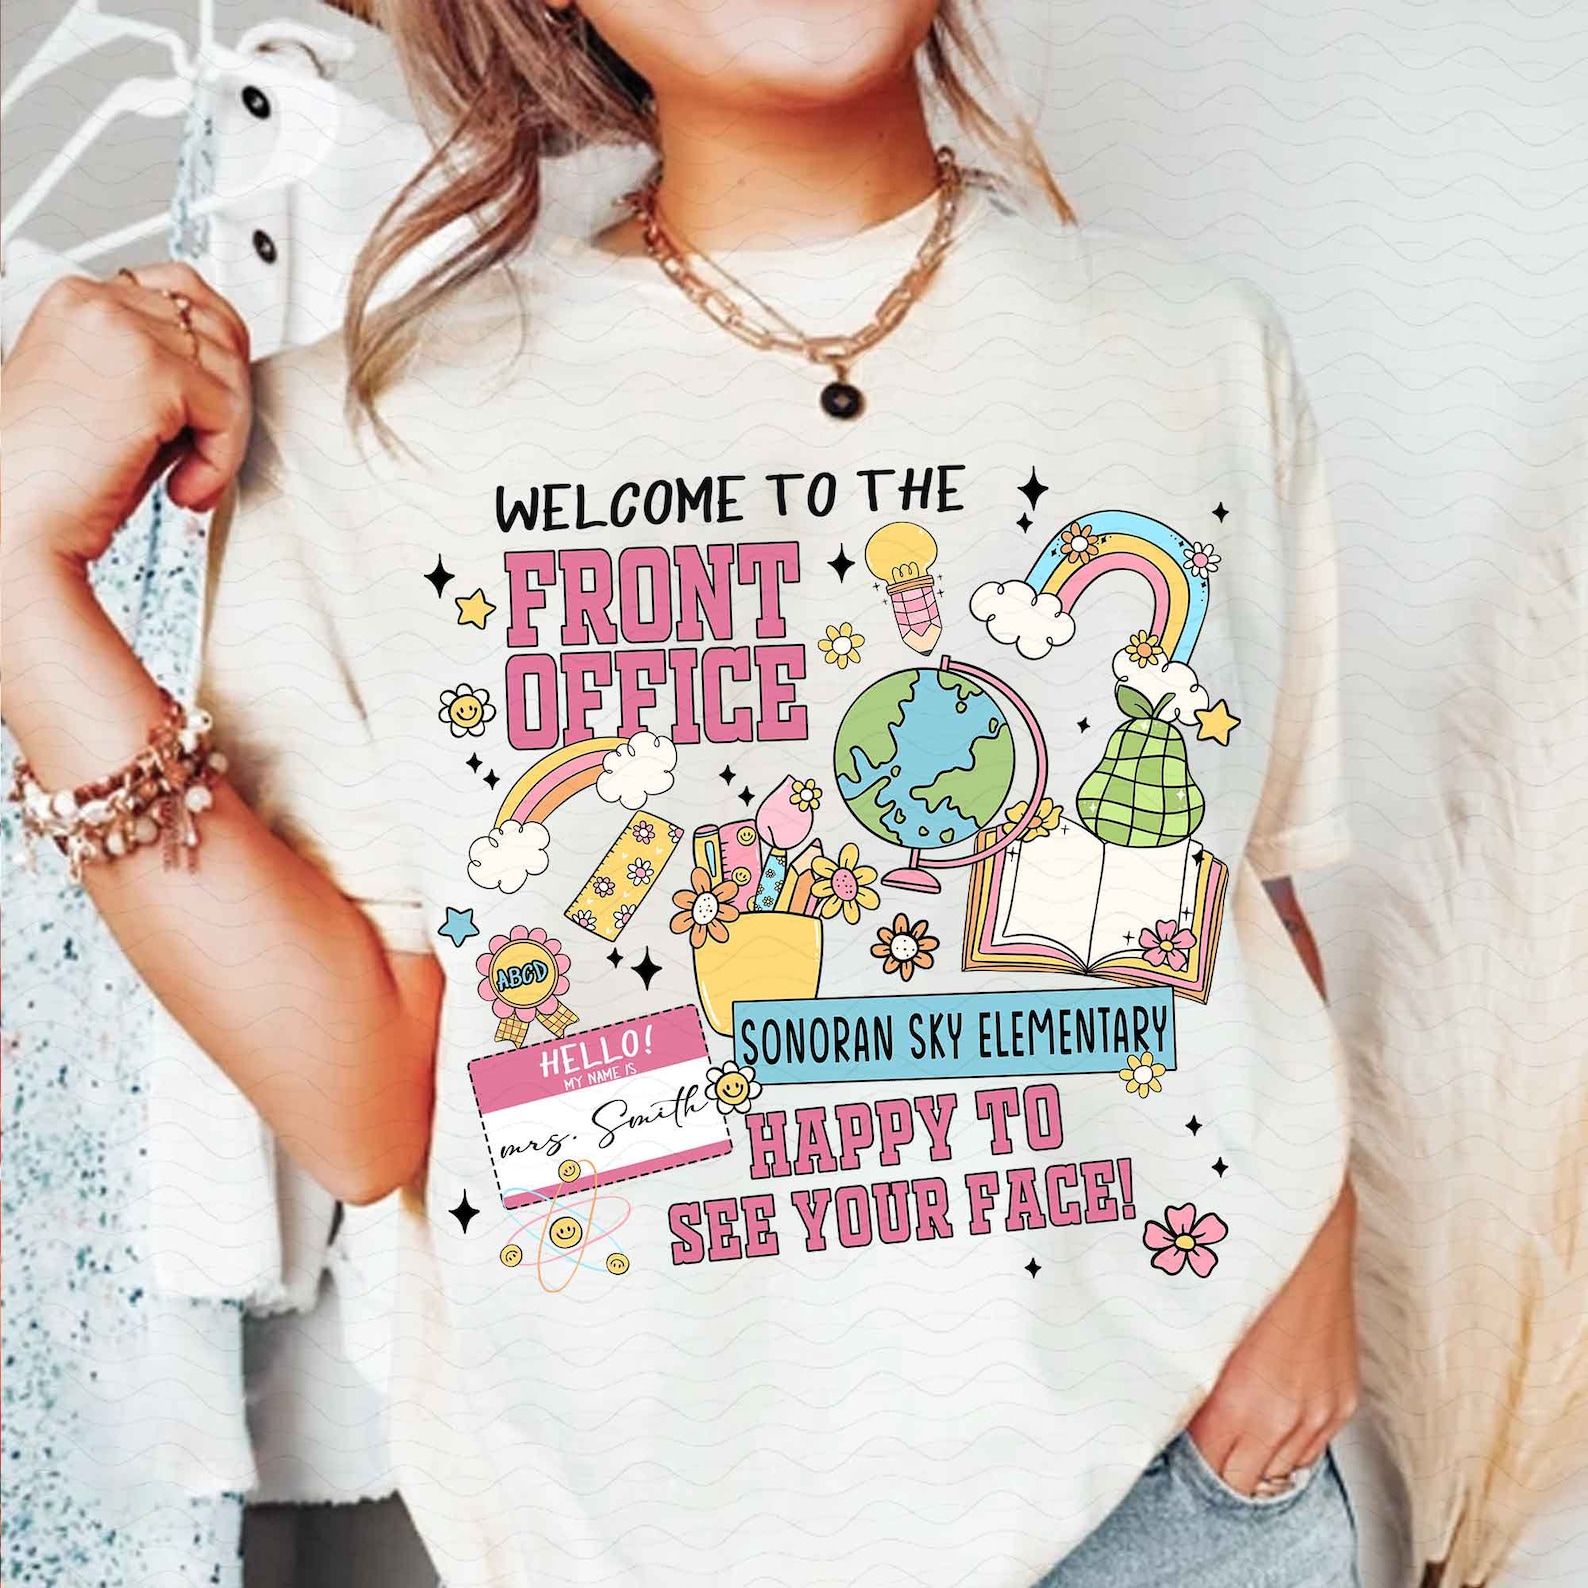 WELCOME TO THE
FRONT
OFFICE
ABCD
HELLO!
MY NAME IS
mrs. Smith
SONORAN SKY ELEMENTARY
HAPPY TO
SEE YOUR FACE!